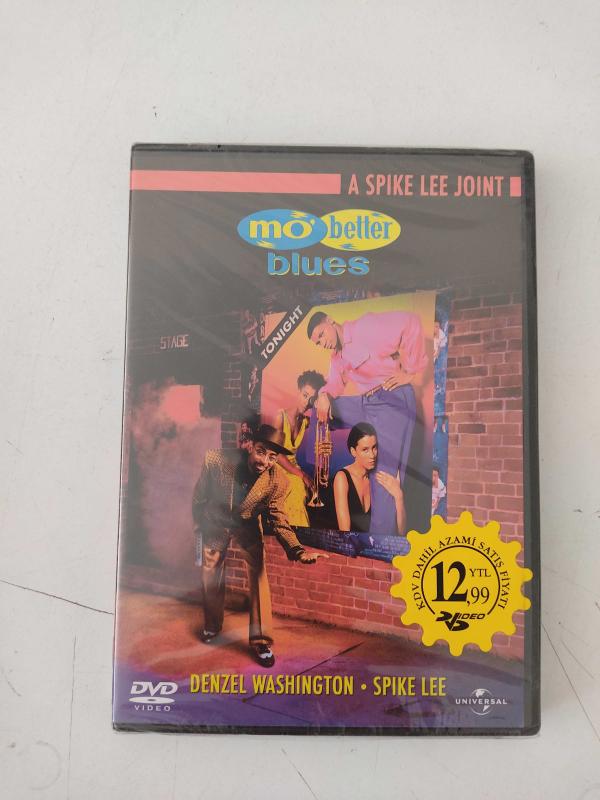 A SPIKE LEE JOINT
mo' better
blues
TONIGHT
STAGE
KDV DAHİL AZAMİ SATIŞ FİYATI
12,99 YTL
VIDEO
DENZEL WASHINGTON • SPIKE LEE
DVD
VIDEO
UNIVERSAL